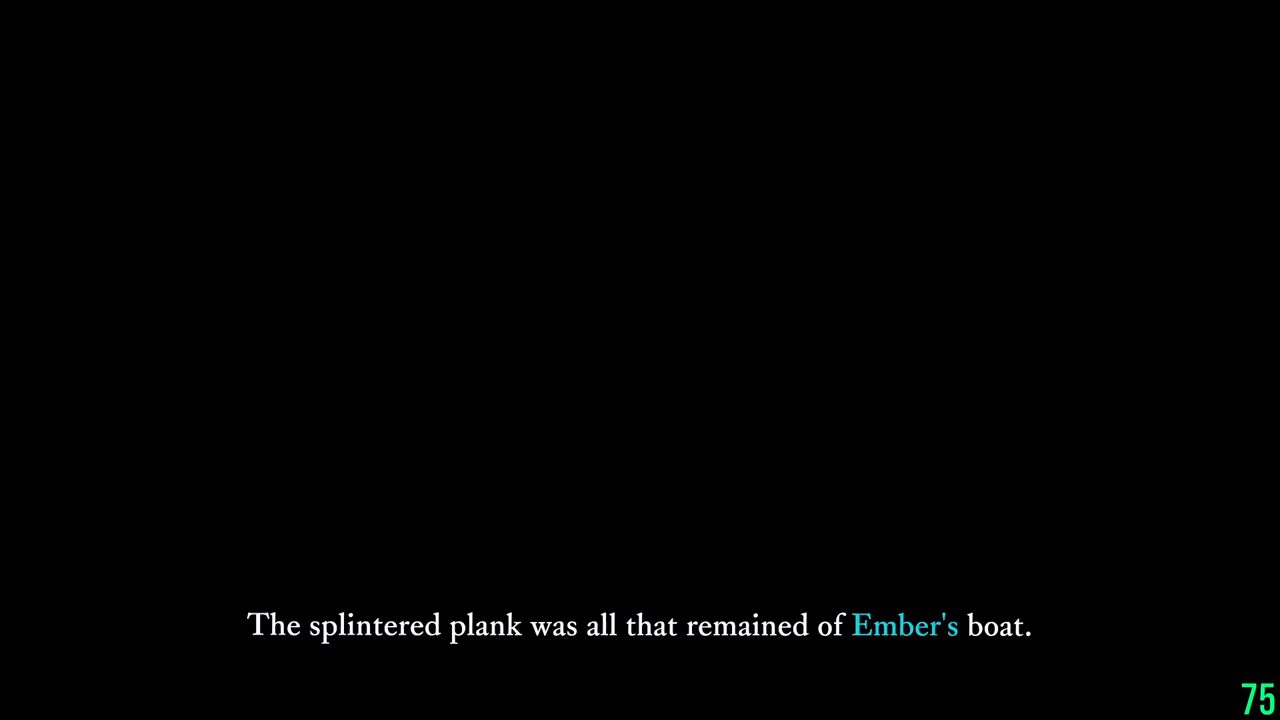 The splintered plank was all that remained of Ember's boat.
75